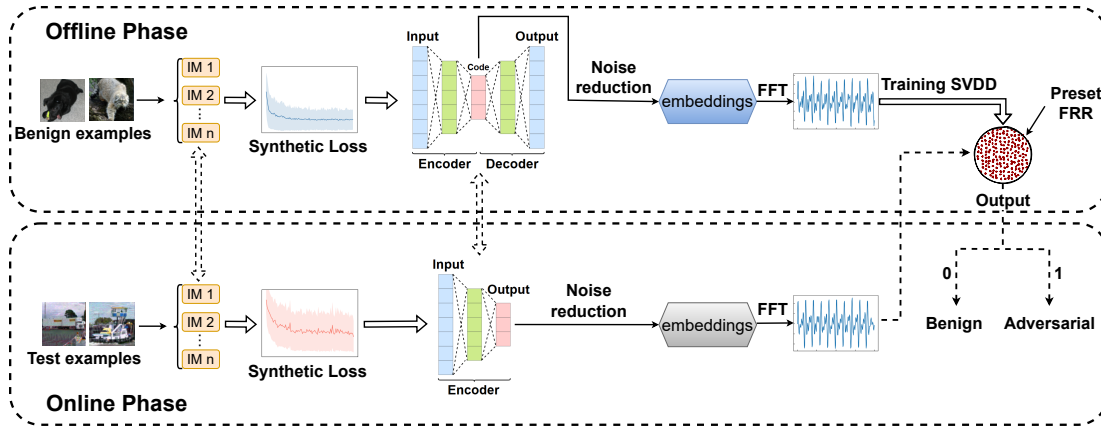 Offline Phase
Benign examples
IM 1
IM 2
IM n
Synthetic Loss
Input
Code
Output
Encoder
Decoder
Noise
reduction
embeddings
FFT
Training SVDD
Preset
FRR
Output
0
1
Benign
Adversarial
Online Phase
Test examples
IM 1
IM 2
IM n
Synthetic Loss
Input
Output
Encoder
Noise
reduction
embeddings
FFT